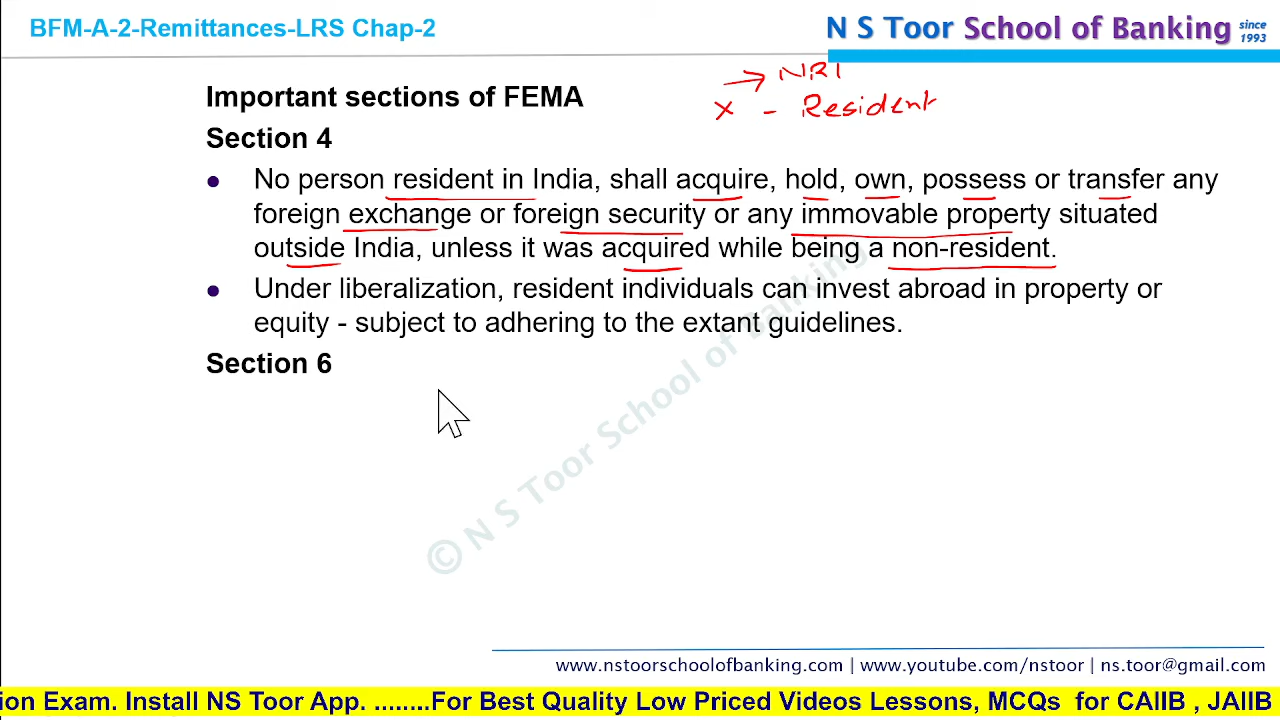 BFM-A-2-Remittances-LRS Chap-2
N S Toor School of Banking since 1993
→ NRI
Important sections of FEMA
x - Resident
Section 4
• No person resident in India, shall acquire, hold, own, possess or transfer any
foreign exchange or foreign security or any immovable property situated
outside India, unless it was acquired while being a non-resident.
• Under liberalization, resident individuals can invest abroad in property or
equity - subject to adhering to the extant guidelines.
Section 6
© N S Toor School of Banking
www.nstoorschoolofbanking.com | www.youtube.com/nstoor | ns.toor@gmail.com
ion Exam. Install NS Toor App. ........For Best Quality Low Priced Videos Lessons, MCQs for CAIIB , JAIIB